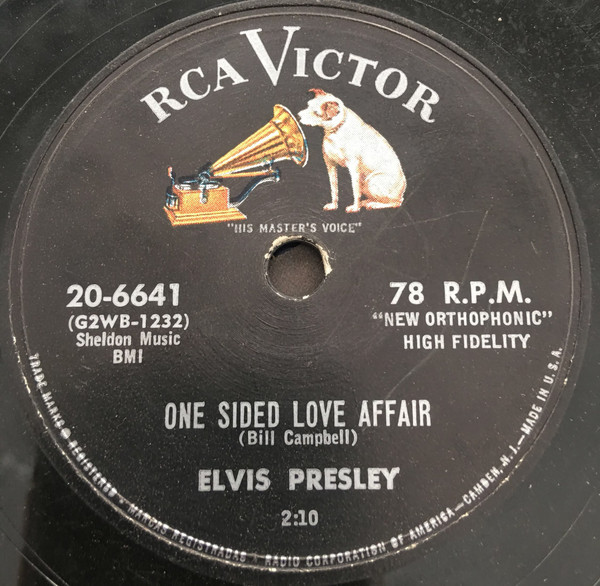 RCA VICTOR
"HIS MASTER'S VOICE"
20-6641
(G2WB-1232)
Sheldon Music
BMI
78 R.P.M.
"NEW ORTHOPHONIC"
HIGH FIDELITY
ONE SIDED LOVE AFFAIR
(Bill Campbell)
ELVIS PRESLEY
2:10
TRADE MARKS ® REGISTERED • MARCAS REGISTRADAS • RADIO CORPORATION OF AMERICA—CAMDEN, N. J.—MADE IN U.S.A.